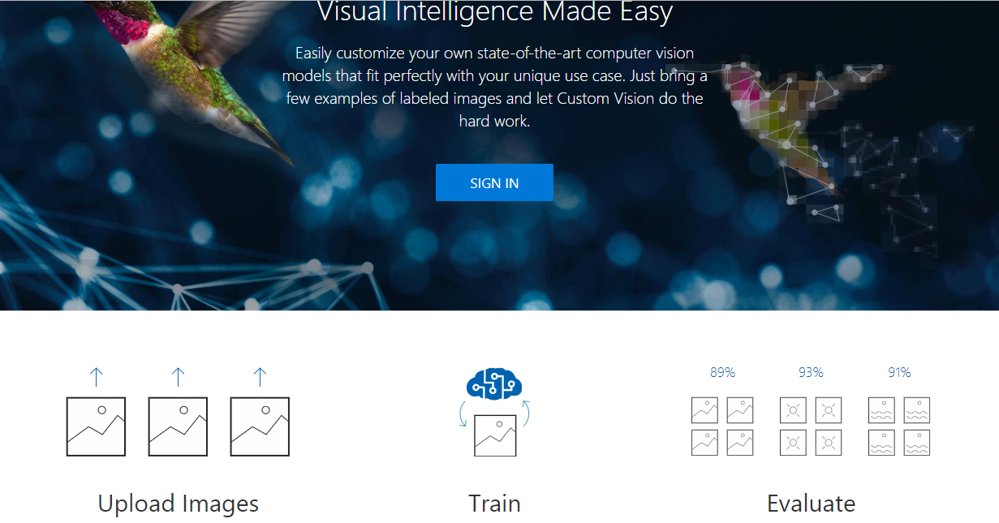 Visual Intelligence Made Easy
Easily customize your own state-of-the-art computer vision
models that fit perfectly with your unique use case. Just bring a
few examples of labeled images and let Custom Vision do the
hard work.
SIGN IN
89% 93% 91%
Upload Images Train Evaluate